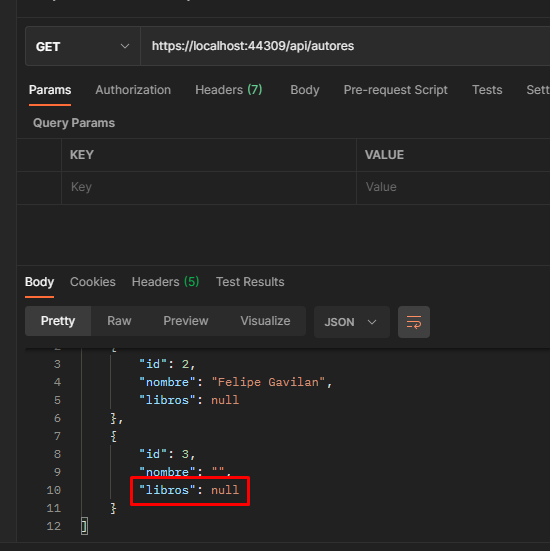 GET https://localhost:44309/api/autores
Params Authorization Headers (7) Body Pre-request Script Tests Sett
Query Params
KEY VALUE
Key Value
Body Cookies Headers (5) Test Results
Pretty Raw Preview Visualize JSON
3 "id": 2,
4 "nombre": "Felipe Gavilan",
5 "libros": null
6 },
7 {
8 "id": 3,
9 "nombre": "",
10 "libros": null
11 }
12 ]